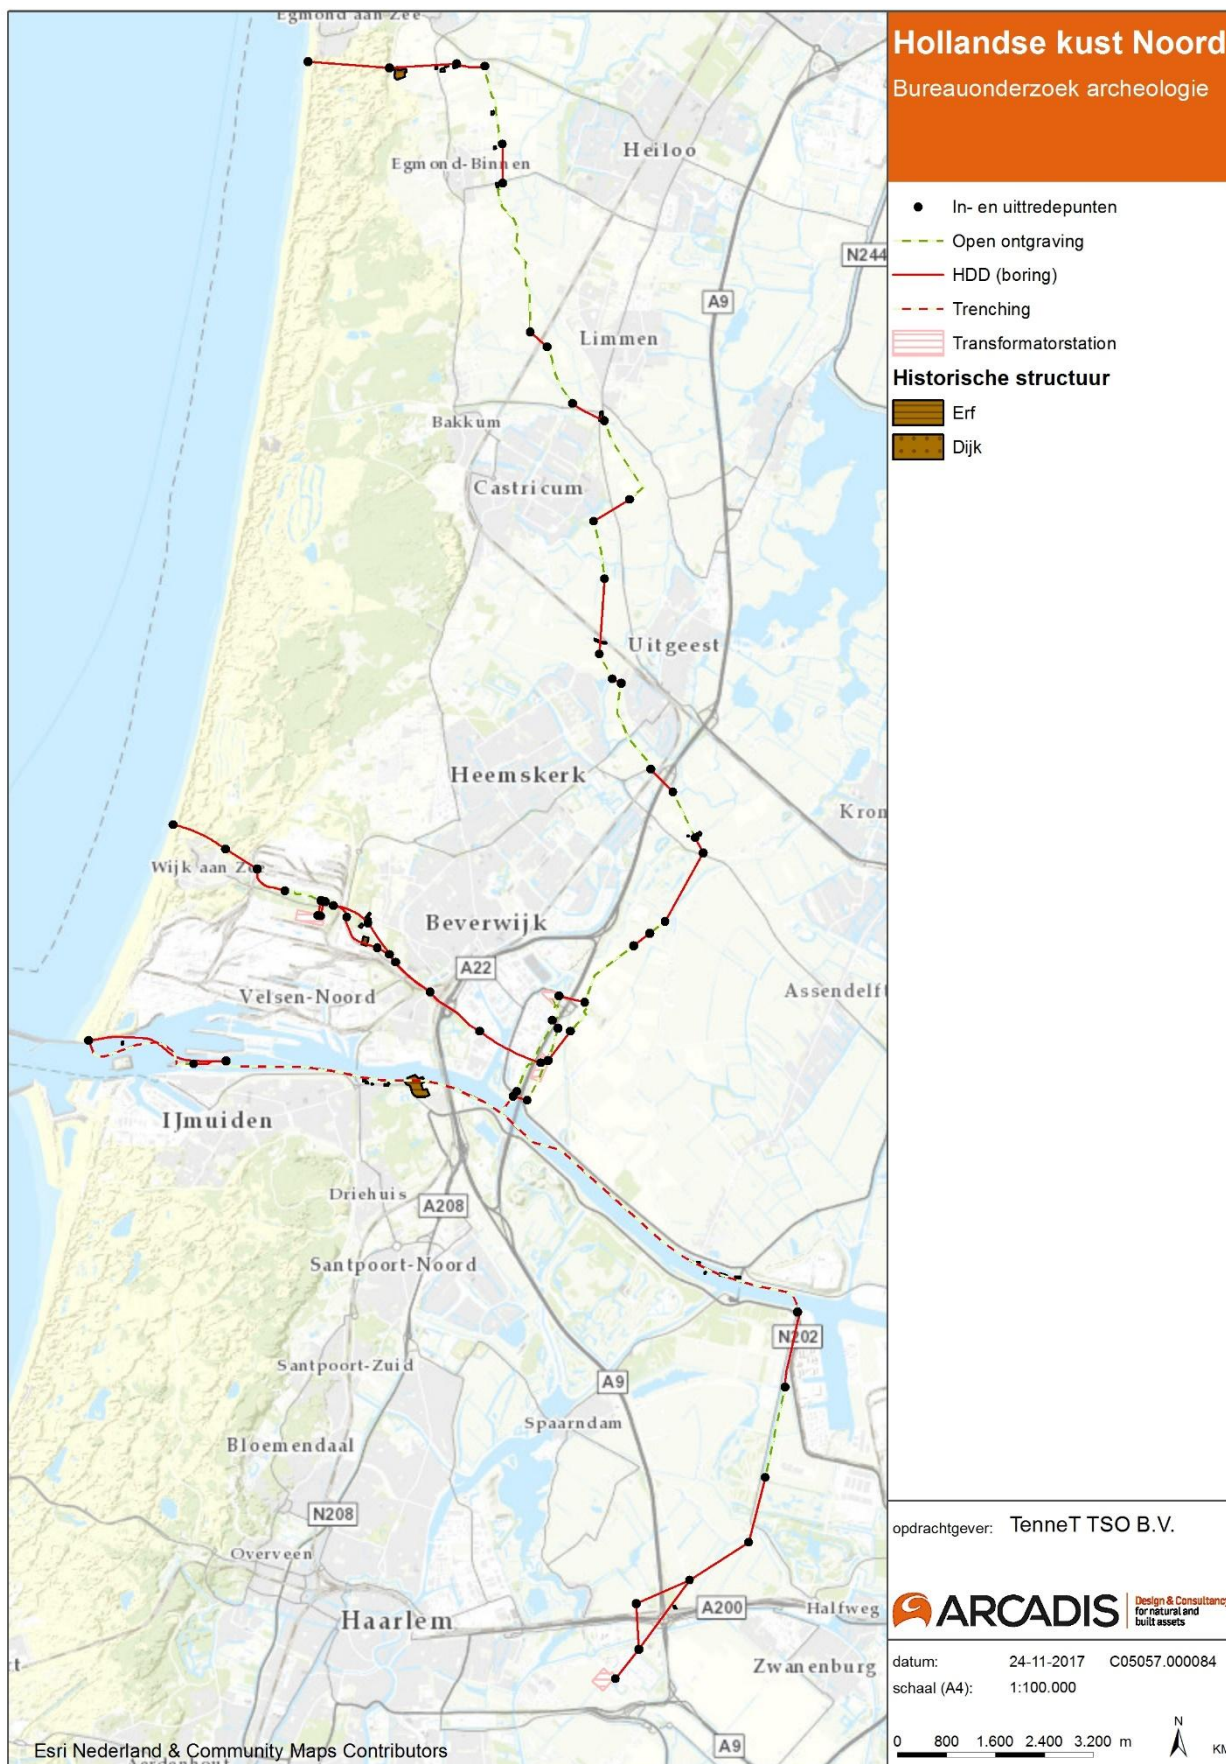 Hollandse kust Noord
Bureauonderzoek archeologie
In- en uittredepunten
Open ontgraving
HDD (boring)
Trenching
Transformatorstation
Historische structuur
Erf
Dijk
Egmond aan Zee
Egmond-Binnen
Heiloo
N244
A9
Limmen
Bakkum
Castricum
Uitgeest
Heemskerk
Wijk aan Zee
Beverwijk
A22
Velsen-Noord
Assendelft
IJmuiden
Driehuis
A208
Santpoort-Noord
N202
Santpoort-Zuid
A9
Spaarndam
Bloemendaal
N208
Overveen
Haarlem
A200
Halfweg
Zwanenburg
A9
Esri Nederland & Community Maps Contributors
opdrachtgever: TenneT TSO B.V.
ARCADIS
Design & Consultancy
for natural and
built assets
datum: 24-11-2017 C05057.000084
schaal (A4): 1:100.000
N
0 800 1.600 2.400 3.200 m